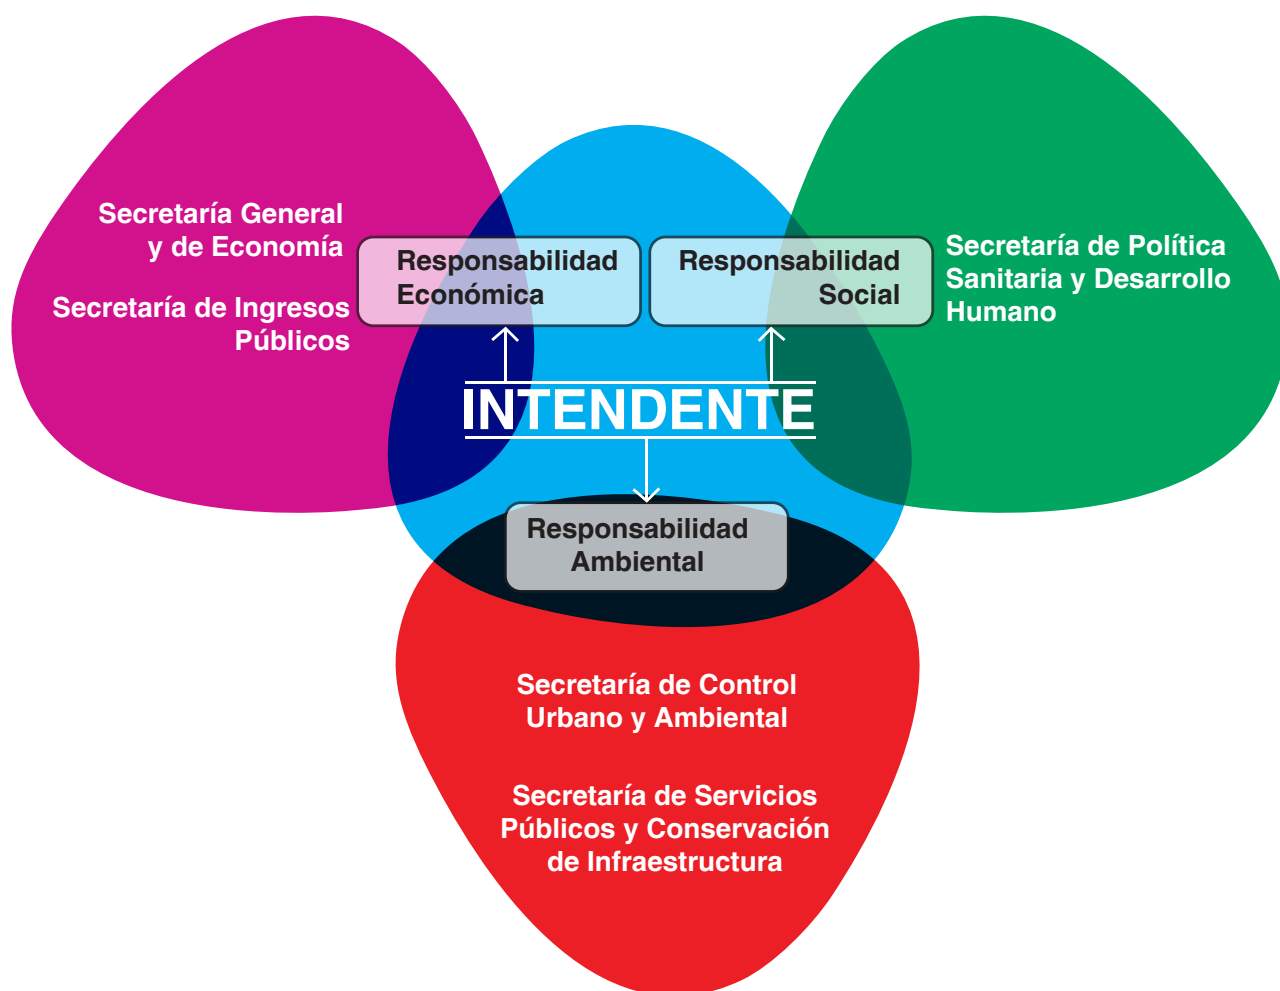 Secretaría General
y de Economía
Secretaría de Ingresos
Públicos
Responsabilidad
Económica
Responsabilidad
Social
Secretaría de Política
Sanitaria y Desarrollo
Humano
INTENDENTE
Responsabilidad
Ambiental
Secretaría de Control
Urbano y Ambiental
Secretaría de Servicios
Públicos y Conservación
de Infraestructura